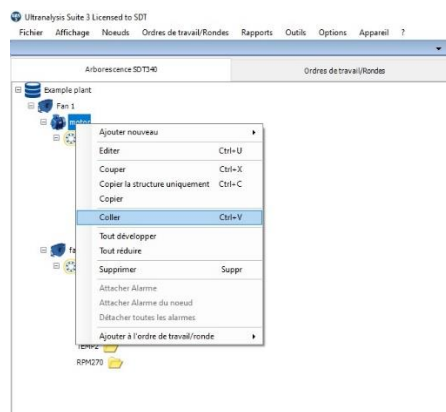 Ultranalysis Suite 3 Licensed to SDT
Fichier Affichage Noeuds Ordres de travail/Rondes Rapports Outils Options Appareil ?
Arborescence SDT340 Ordres de travail/Rondes
Example plant
Fan 1
motor
Ajouter nouveau
Editer Ctrl+U
Couper Ctrl+X
Copier la structure uniquement Ctrl+C
Copier
Coller Ctrl+V
Tout développer
fa
Tout réduire
Supprimer Suppr
Attacher Alarme
Attacher Alarme du noeud
Détacher toutes les alarmes
Ajouter à l'ordre de travail/ronde
TEMP2
RPM270